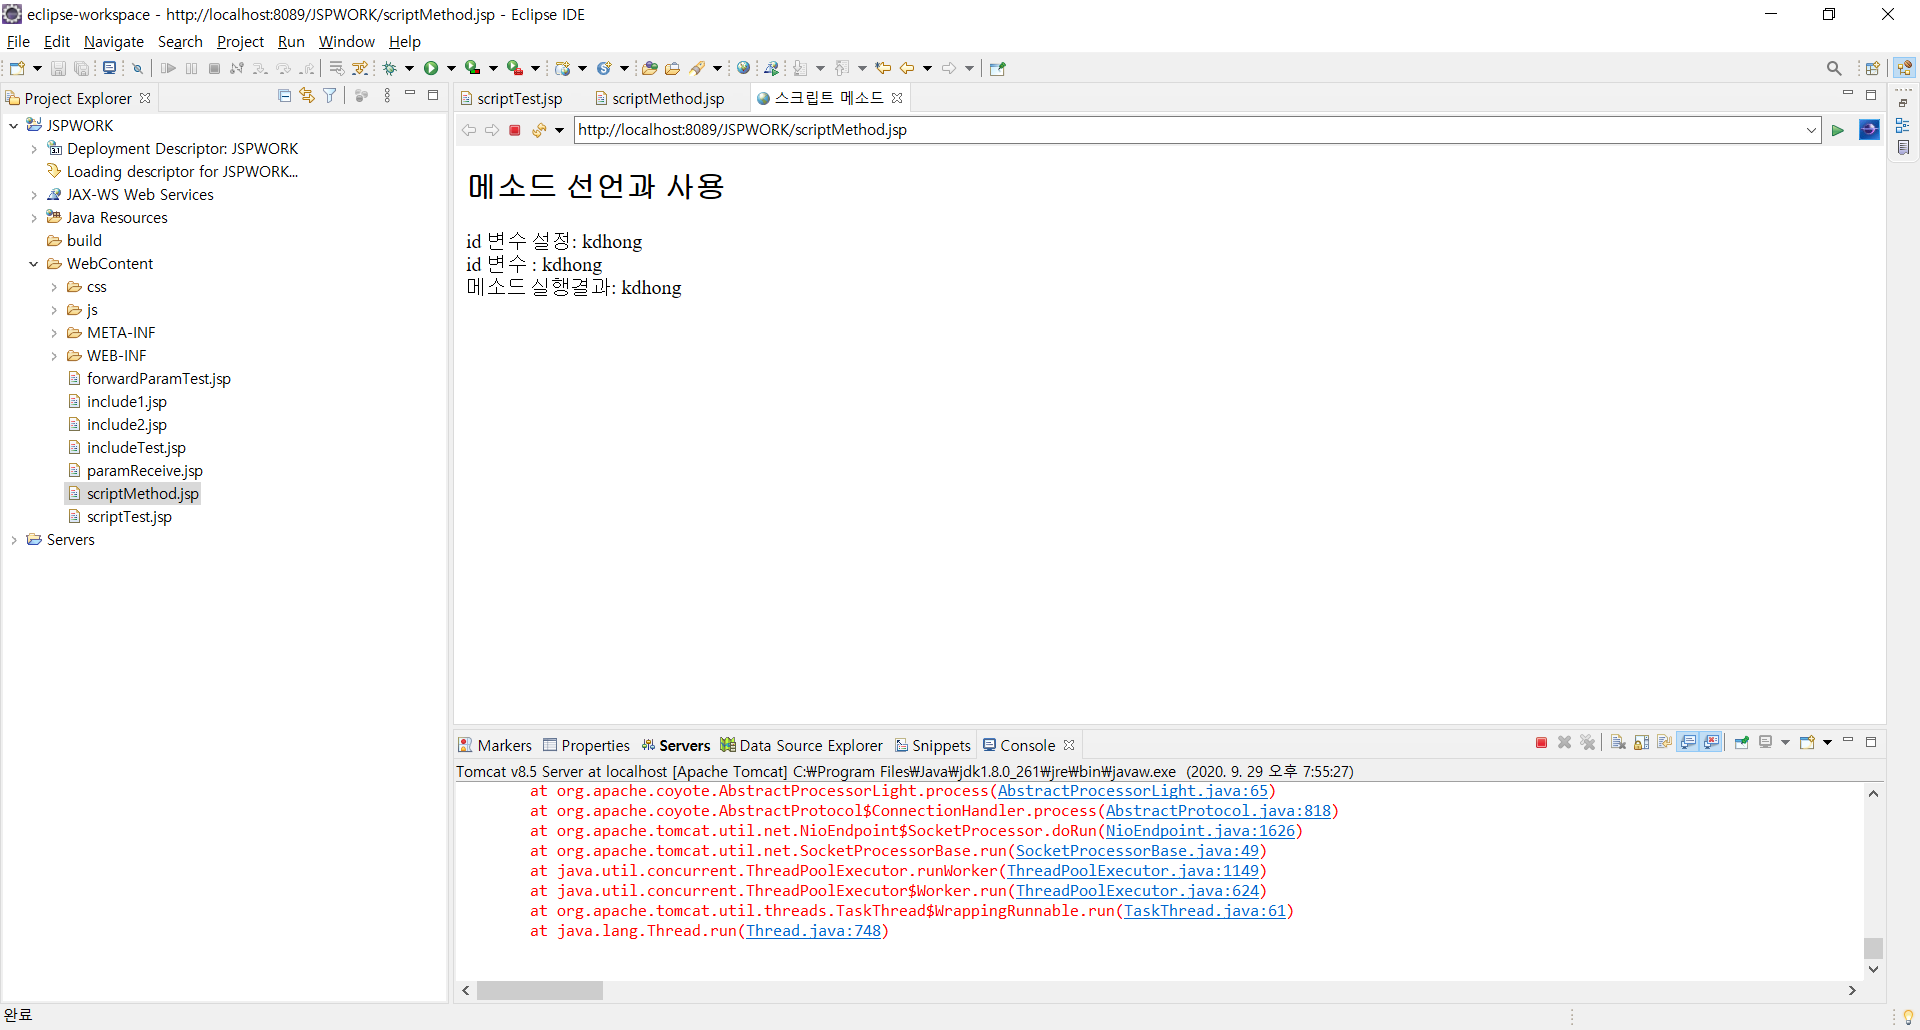 eclipse-workspace - http://localhost:8089/JSPWORK/scriptMethod.jsp - Eclipse IDE
File Edit Navigate Search Project Run Window Help
Project Explorer
JSPWORK
Deployment Descriptor: JSPWORK
Loading descriptor for JSPWORK...
JAX-WS Web Services
Java Resources
build
WebContent
css
js
META-INF
WEB-INF
forwardParamTest.jsp
include1.jsp
include2.jsp
includeTest.jsp
paramReceive.jsp
scriptMethod.jsp
scriptTest.jsp
Servers
scriptTest.jsp scriptMethod.jsp 스크립트 메소드
http://localhost:8089/JSPWORK/scriptMethod.jsp
메소드 선언과 사용
id 변수 설정: kdhong
id 변수 : kdhong
메소드 실행결과: kdhong
Markers Properties Servers Data Source Explorer Snippets Console
Tomcat v8.5 Server at localhost [Apache Tomcat] C:₩Program Files₩Java₩jdk1.8.0_261₩jre₩bin₩javaw.exe (2020. 9. 29 오후 7:55:27)
at org.apache.coyote.AbstractProcessorLight.process(AbstractProcessorLight.java:65)
at org.apache.coyote.AbstractProtocol$ConnectionHandler.process(AbstractProtocol.java:818)
at org.apache.tomcat.util.net.NioEndpoint$SocketProcessor.doRun(NioEndpoint.java:1626)
at org.apache.tomcat.util.net.SocketProcessorBase.run(SocketProcessorBase.java:49)
at java.util.concurrent.ThreadPoolExecutor.runWorker(ThreadPoolExecutor.java:1149)
at java.util.concurrent.ThreadPoolExecutor$Worker.run(ThreadPoolExecutor.java:624)
at org.apache.tomcat.util.threads.TaskThread$WrappingRunnable.run(TaskThread.java:61)
at java.lang.Thread.run(Thread.java:748)
완료